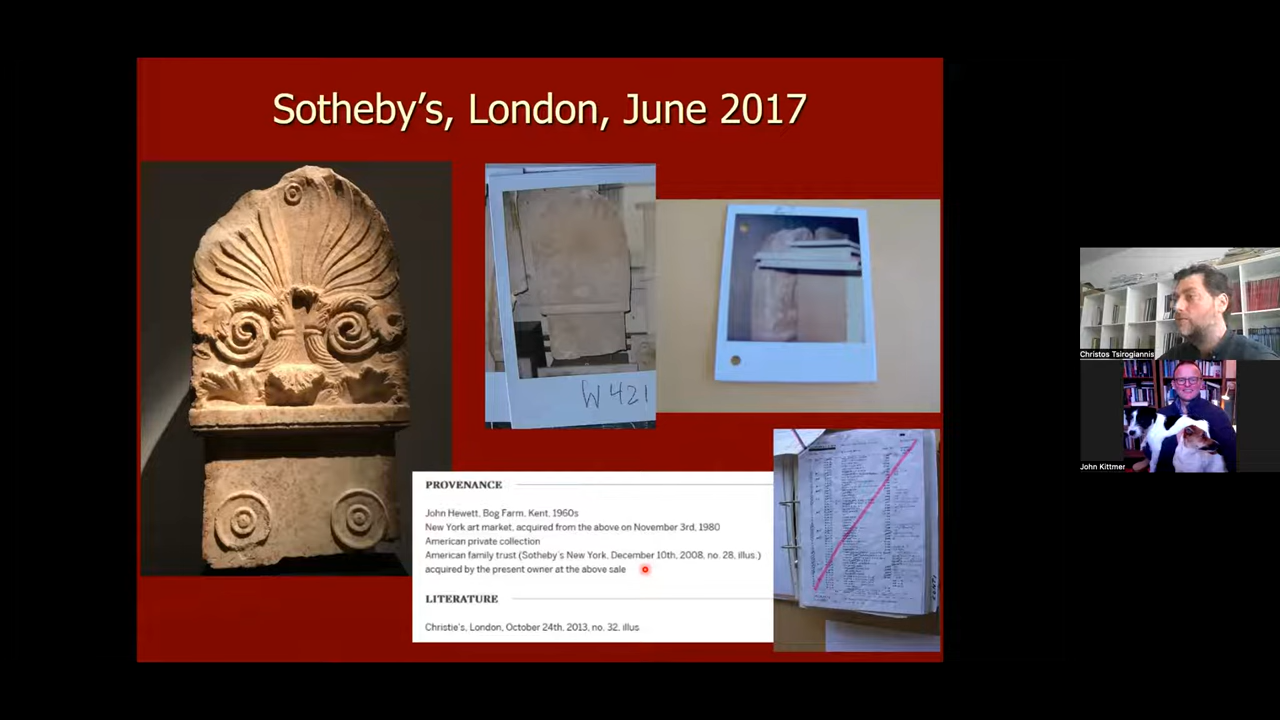 Sotheby's, London, June 2017
W421
PROVENANCE
John Hewett, Bog Farm, Kent, 1960s
New York art market, acquired from the above on November 3rd, 1980
American private collection
American family trust (Sotheby's New York, December 10th, 2008, no. 28, illus.)
acquired by the present owner at the above sale
LITERATURE
Christie's, London, October 24th, 2013, no. 32, illus
Christos Tsirogiannis
John Kittmer